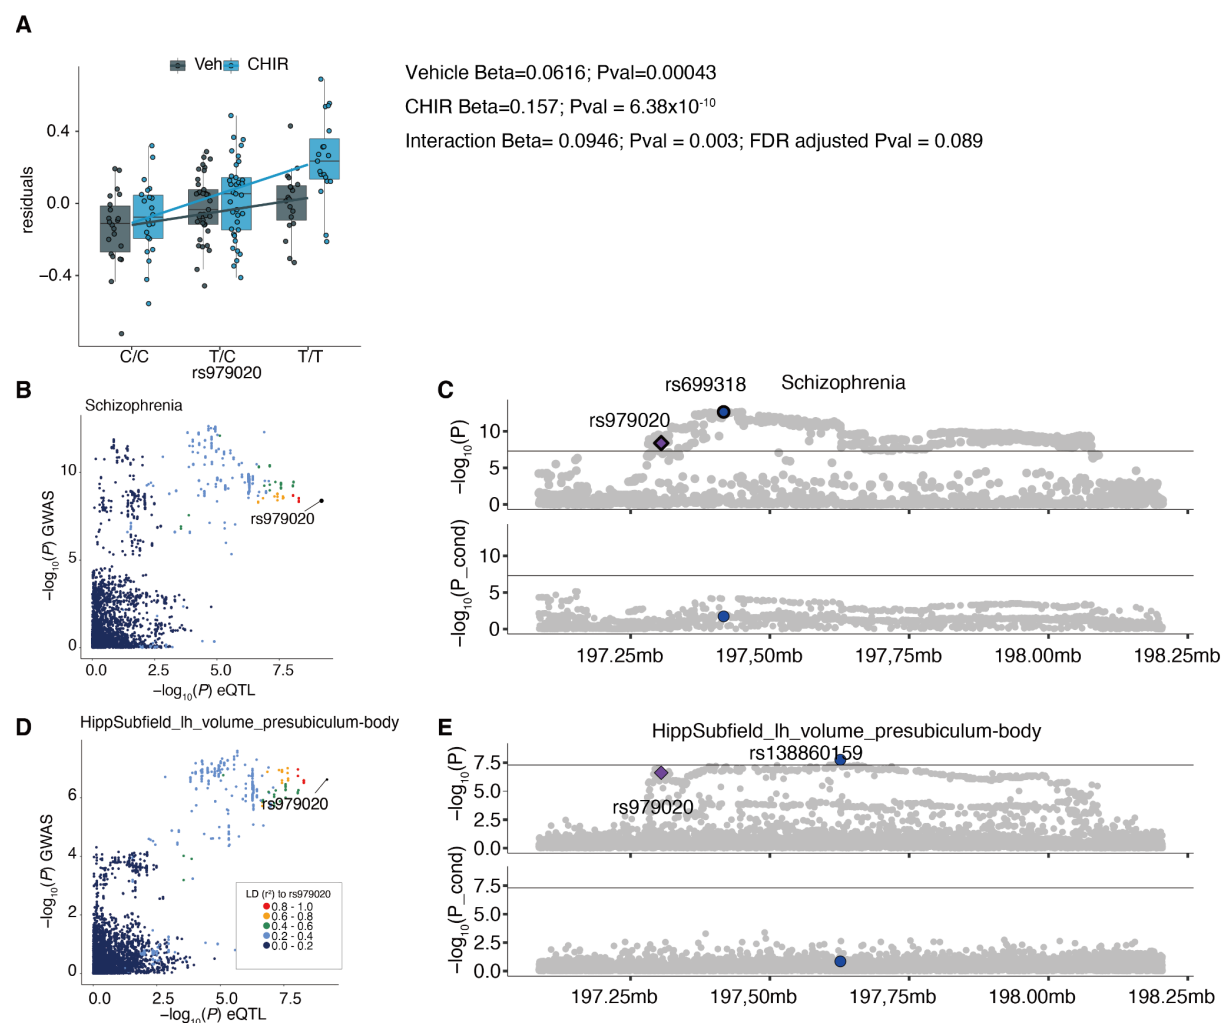 A
Veh CHIR
Vehicle Beta=0.0616; Pval=0.00043
CHIR Beta=0.157; Pval = 6.38x10⁻¹⁰
Interaction Beta= 0.0946; Pval = 0.003; FDR adjusted Pval = 0.089
residuals
0.4
0.0
−0.4
C/C T/C T/T
rs979020
B
Schizophrenia
−log₁₀(P) GWAS
10
5
0
rs979020
0.0 2.5 5.0 7.5
−log₁₀(P) eQTL
C
rs699318 Schizophrenia
rs979020
−log₁₀(P)
10
5
0
−log₁₀(P_cond)
10
5
0
197.25mb 197,50mb 197,75mb 198.00mb 198.25mb
D
HippSubfield_lh_volume_presubiculum-body
−log₁₀(P) GWAS
6
4
2
0
rs979020
LD (r²) to rs979020
0.8 - 1.0
0.6 - 0.8
0.4 - 0.6
0.2 - 0.4
0.0 - 0.2
0.0 2.5 5.0 7.5
−log₁₀(P) eQTL
E
HippSubfield_lh_volume_presubiculum-body
rs138860159
rs979020
−log₁₀(P)
7.5
5.0
2.5
0.0
−log₁₀(P_cond)
7.5
5.0
2.5
0.0
197.25mb 197,50mb 197,75mb 198.00mb 198.25mb